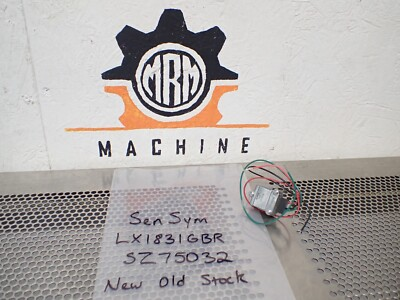 MRM
MACHINE
Sen Sym
LX1831GBR
SZ75032
New Old Stock